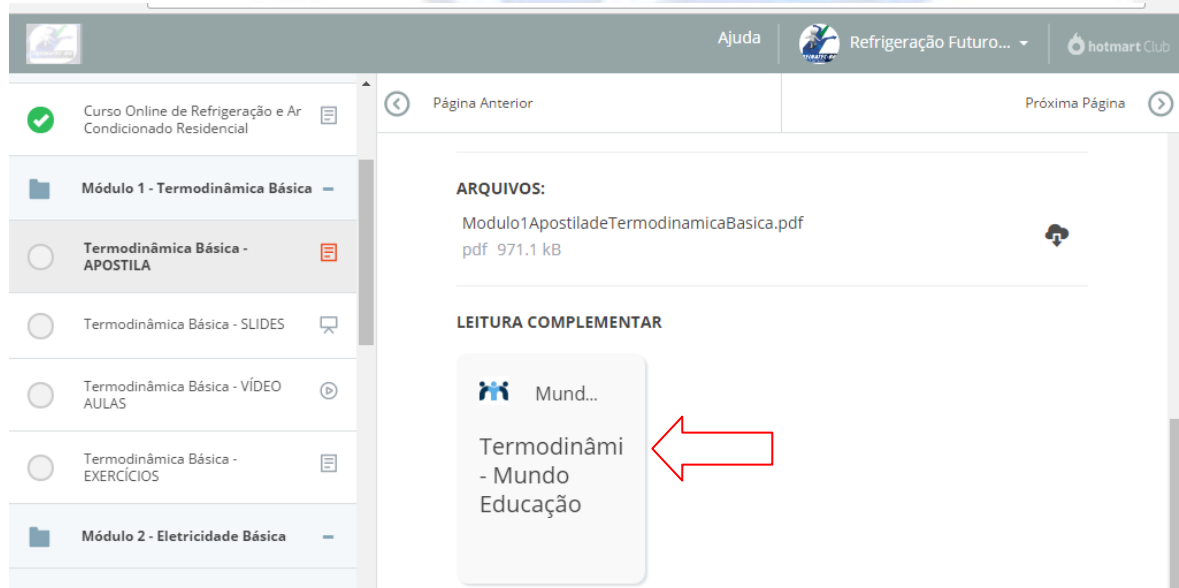 Ajuda
Refrigeração Futuro...
hotmart Club
Curso Online de Refrigeração e Ar
Condicionado Residencial
Módulo 1 - Termodinâmica Básica
Termodinâmica Básica -
APOSTILA
Termodinâmica Básica - SLIDES
Termodinâmica Básica - VÍDEO
AULAS
Termodinâmica Básica -
EXERCÍCIOS
Módulo 2 - Eletricidade Básica
Página Anterior
Próxima Página
ARQUIVOS:
Modulo1ApostiladeTermodinamicaBasica.pdf
pdf 971.1 kB
LEITURA COMPLEMENTAR
Mund...
Termodinâmi
- Mundo
Educação